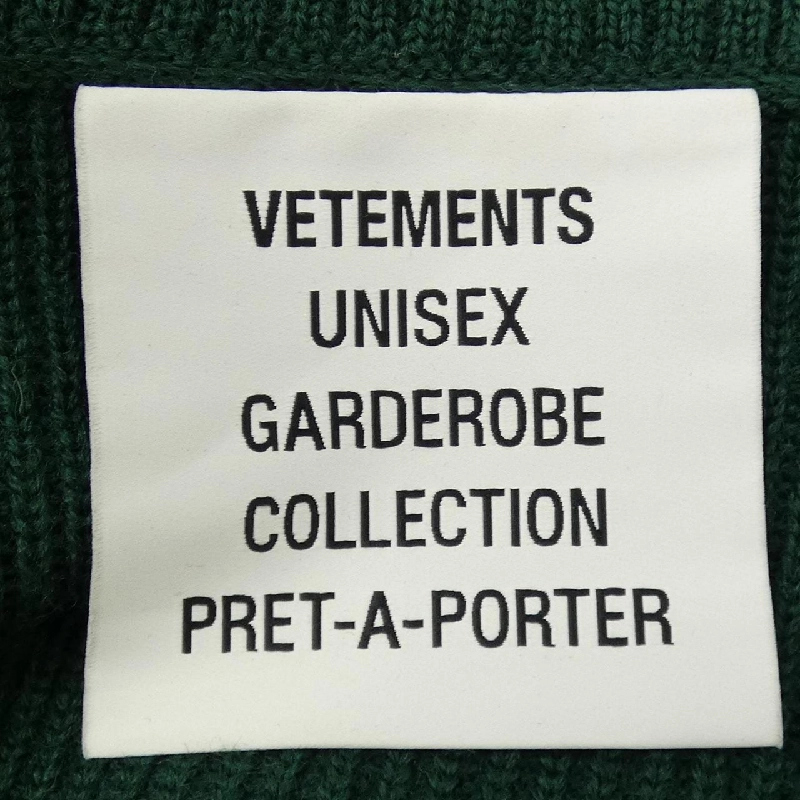 VETEMENTS
UNISEX
GARDEROBE
COLLECTION
PRET-A-PORTER